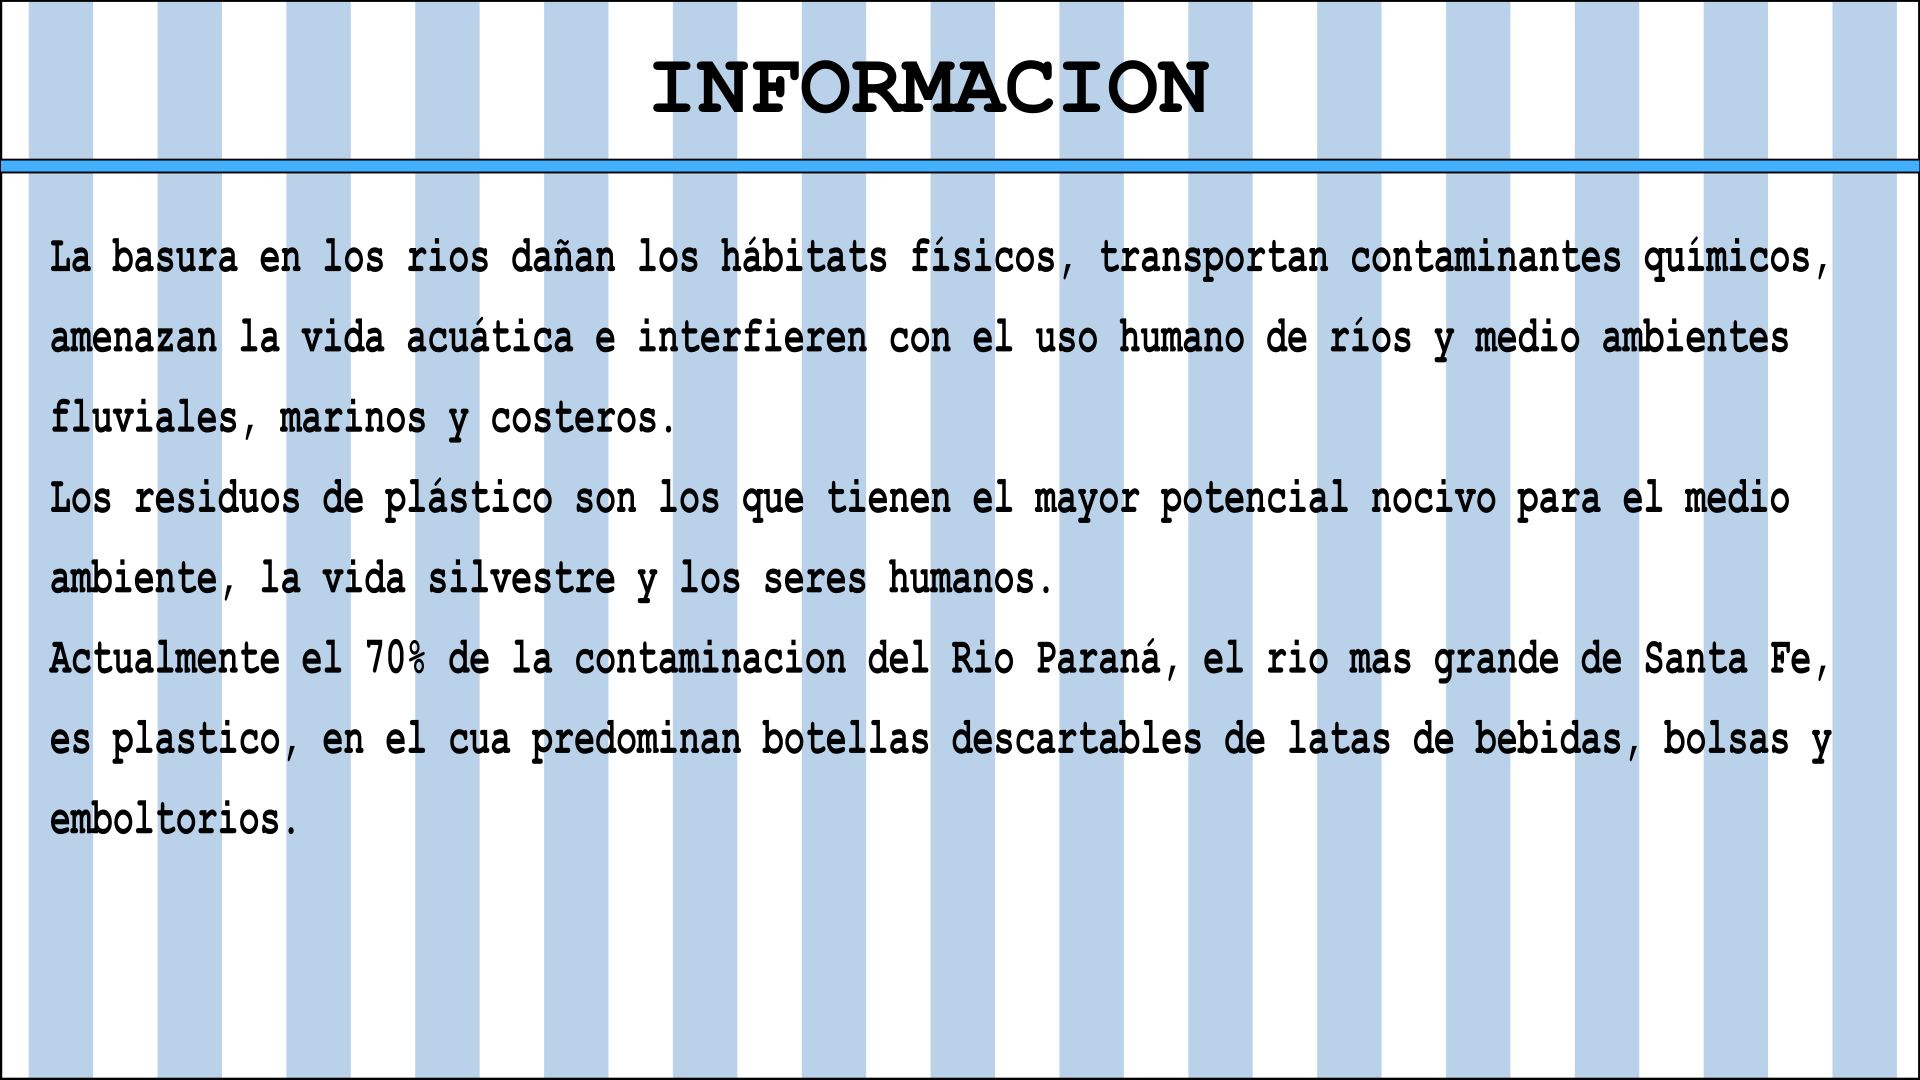 INFORMACION
La basura en los rios dañan los hábitats físicos, transportan contaminantes químicos,
amenazan la vida acuática e interfieren con el uso humano de ríos y medio ambientes
fluviales, marinos y costeros.
Los residuos de plástico son los que tienen el mayor potencial nocivo para el medio
ambiente, la vida silvestre y los seres humanos.
Actualmente el 70% de la contaminacion del Rio Paraná, el rio mas grande de Santa Fe,
es plastico, en el cua predominan botellas descartables de latas de bebidas, bolsas y
emboltorios.